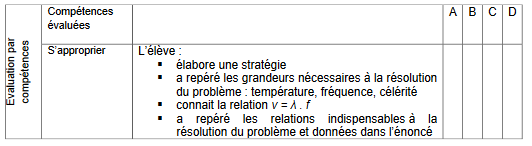 Evaluation par
compétences
Compétences
évaluées
A B C D
S'approprier
L'élève :
▪ élabore une stratégie
▪ a repéré les grandeurs nécessaires à la résolution
du problème : température, fréquence, célérité
▪ connait la relation v = λ . f
▪ a repéré les relations indispensables à la
résolution du problème et données dans l'énoncé